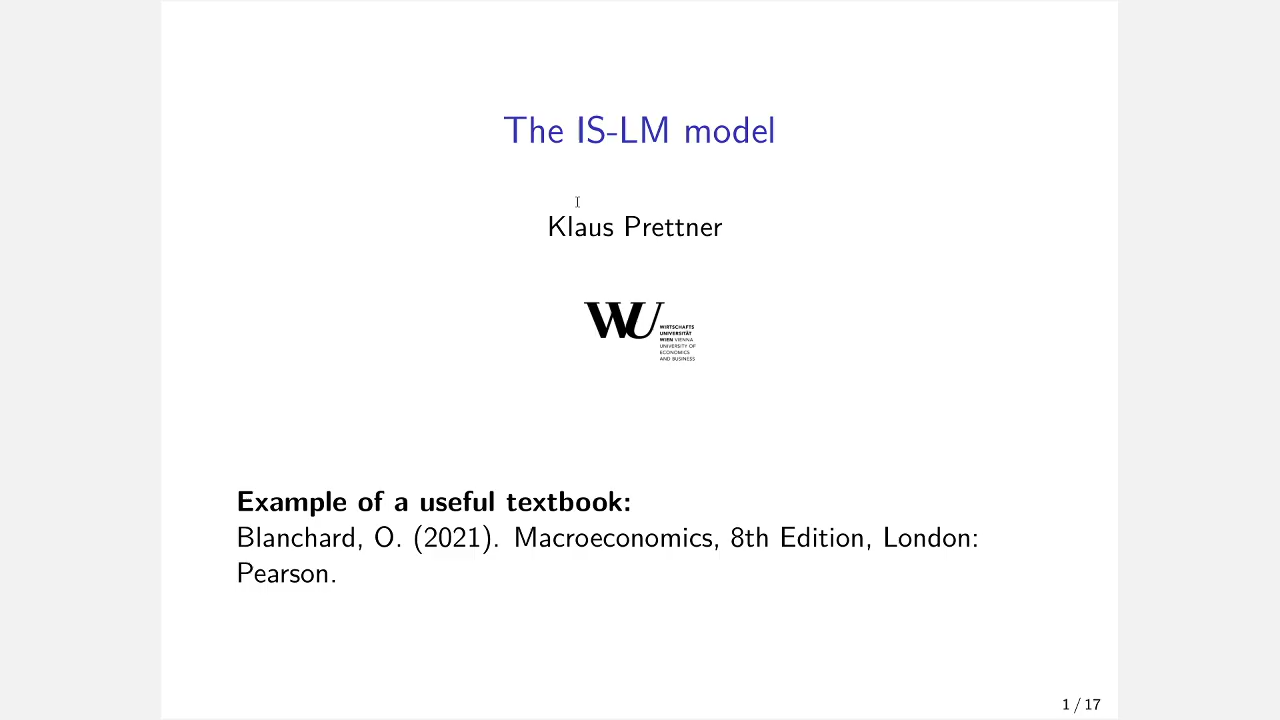 The IS-LM model
Klaus Prettner
WU
WIRTSCHAFTS
UNIVERSITÄT
WIEN VIENNA
UNIVERSITY OF
ECONOMICS
AND BUSINESS
Example of a useful textbook:
Blanchard, O. (2021). Macroeconomics, 8th Edition, London:
Pearson.
1 / 17